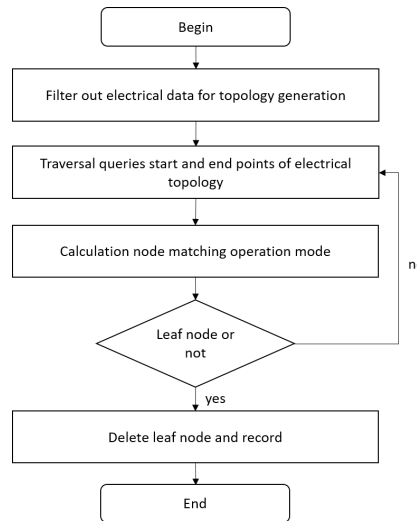 Begin
Filter out electrical data for topology generation
Traversal queries start and end points of electrical
topology
Calculation node matching operation mode
Leaf node or
not
n
yes
Delete leaf node and record
End